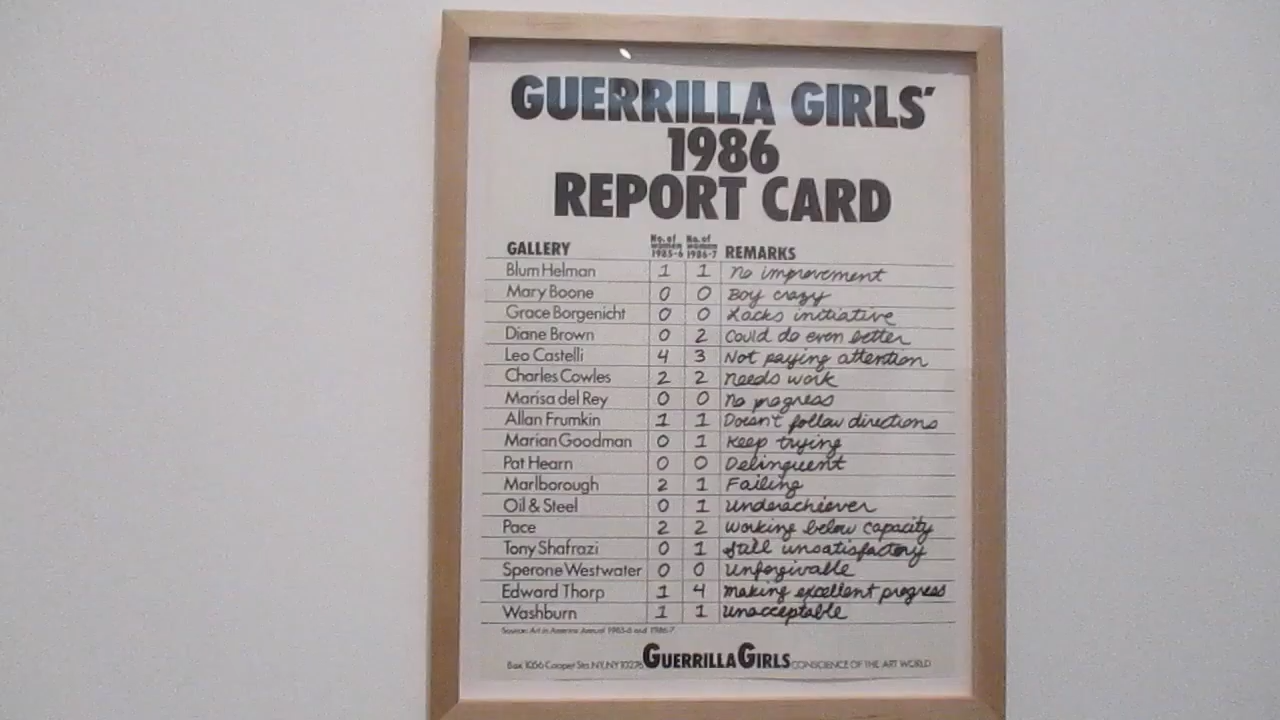 GUERRILLA GIRLS'
1986
REPORT CARD
GALLERY No. of women 1985-6 No. of women 1986-7 REMARKS
Blum Helman 1 1 no improvement
Mary Boone 0 0 Boy crazy
Grace Borgenicht 0 0 Lacks initiative
Diane Brown 0 2 Could do even better
Leo Castelli 4 3 Not paying attention
Charles Cowles 2 2 needs work
Marisa del Rey 0 0 no progress
Allan Frumkin 1 1 Doesn't follow directions
Marian Goodman 0 1 Keep trying
Pat Hearn 0 0 Delinquent
Marlborough 2 1 Failing
Oil & Steel 0 1 underachiever
Pace 2 2 working below capacity
Tony Shafrazi 0 1 Still unsatisfactory
Sperone Westwater 0 0 unforgivable
Edward Thorp 1 4 making excellent progress
Washburn 1 1 unacceptable
Source: Art in America Annual 1985-6 and 1986-7
Box 1056 Cooper Sta. NY, NY 10276 GUERRILLA GIRLS CONSCIENCE OF THE ART WORLD